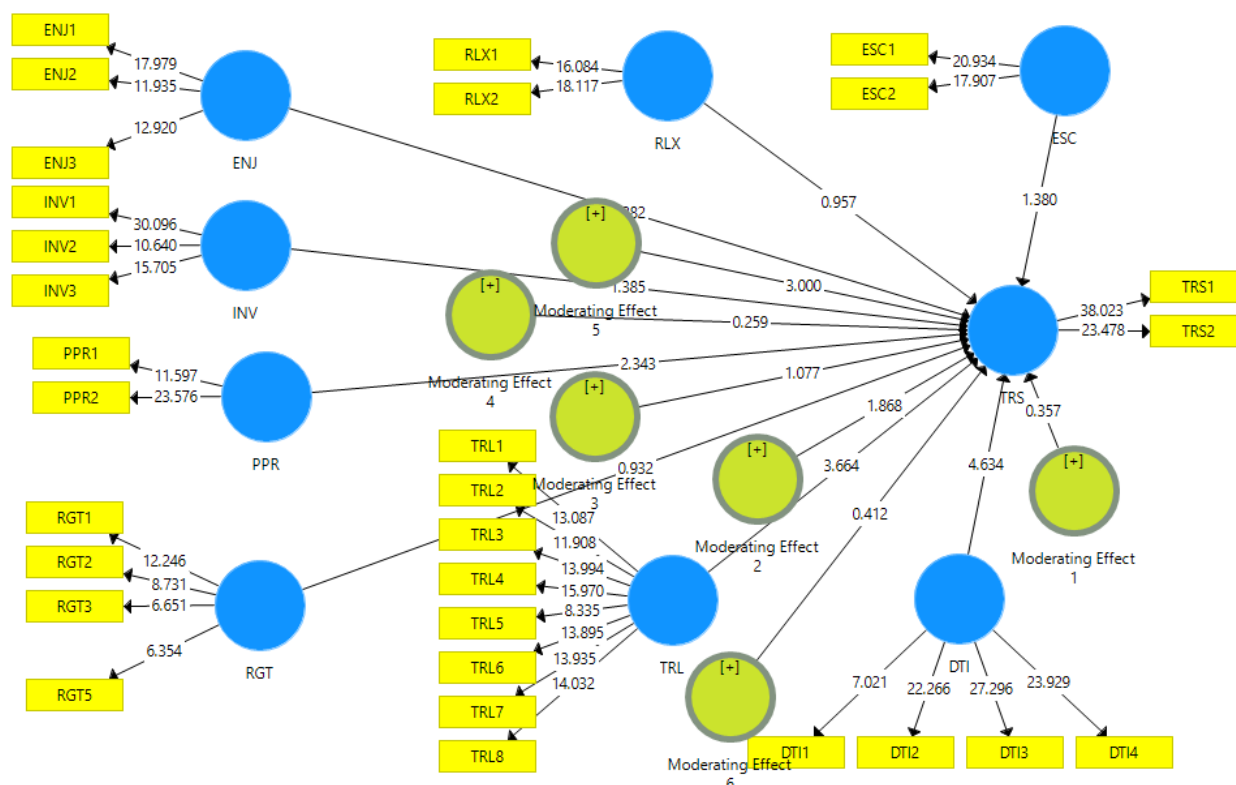 ENJ1
ENJ2
ENJ3
17.979
11.935
12.920
ENJ
RLX1
RLX2
16.084
18.117
RLX
ESC1
ESC2
20.934
17.907
ESC
0.957
1.380
INV1
INV2
INV3
30.096
10.640
15.705
INV
[+]
Moderating Effect
5
3.000
1.385
[+]
Moderating Effect
4
0.259
TRS1
TRS2
38.023
23.478
TRS
PPR1
PPR2
11.597
23.576
PPR
2.343
[+]
Moderating Effect
3
1.077
0.932
[+]
Moderating Effect
2
1.868
3.664
0.412
4.634
0.357
[+]
Moderating Effect
1
RGT1
RGT2
RGT3
RGT5
12.246
8.731
6.651
6.354
RGT
TRL1
TRL2
TRL3
TRL4
TRL5
TRL6
TRL7
TRL8
13.087
11.908
13.994
15.970
8.335
13.895
13.935
14.032
TRL
[+]
Moderating Effect
6
DTI
7.021
22.266
27.296
23.929
DTI1
DTI2
DTI3
DTI4